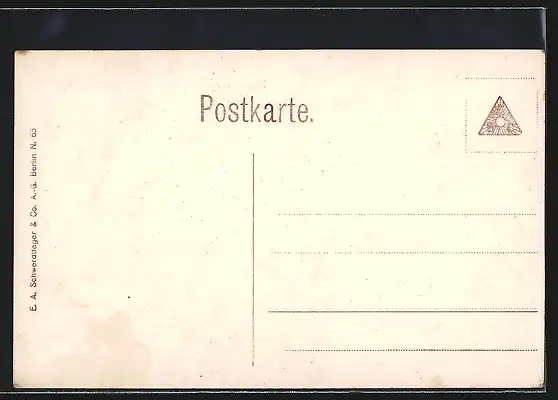 Postkarte.
E. A. Schwerdtfeger & Co. A.-G. Berlin N. 65